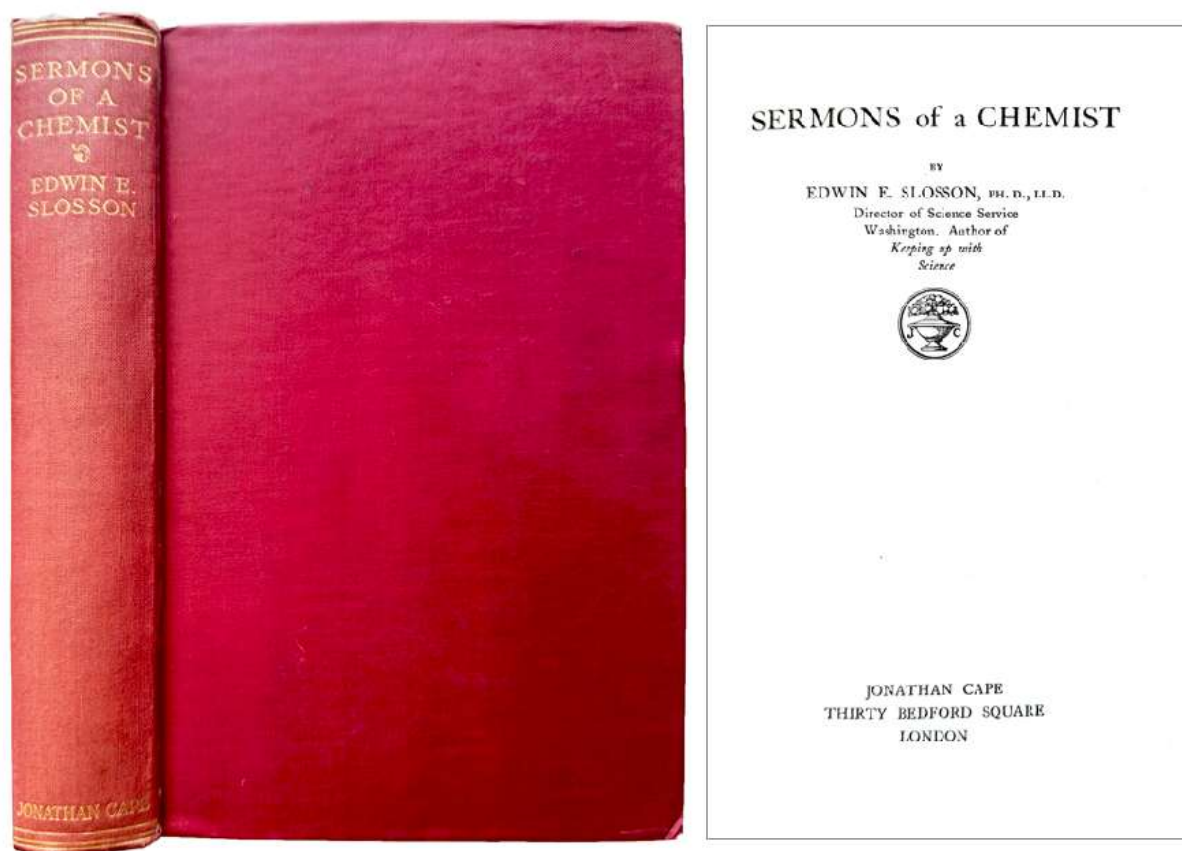 SERMONS
OF A
CHEMIST
EDWIN E.
SLOSSON
JONATHAN CAPE
SERMONS of a CHEMIST
BY
EDWIN E. SLOSSON, PH.D., LL.D.
Director of Science Service
Washington. Author of
Keeping up with
Science
J C
JONATHAN CAPE
THIRTY BEDFORD SQUARE
LONDON